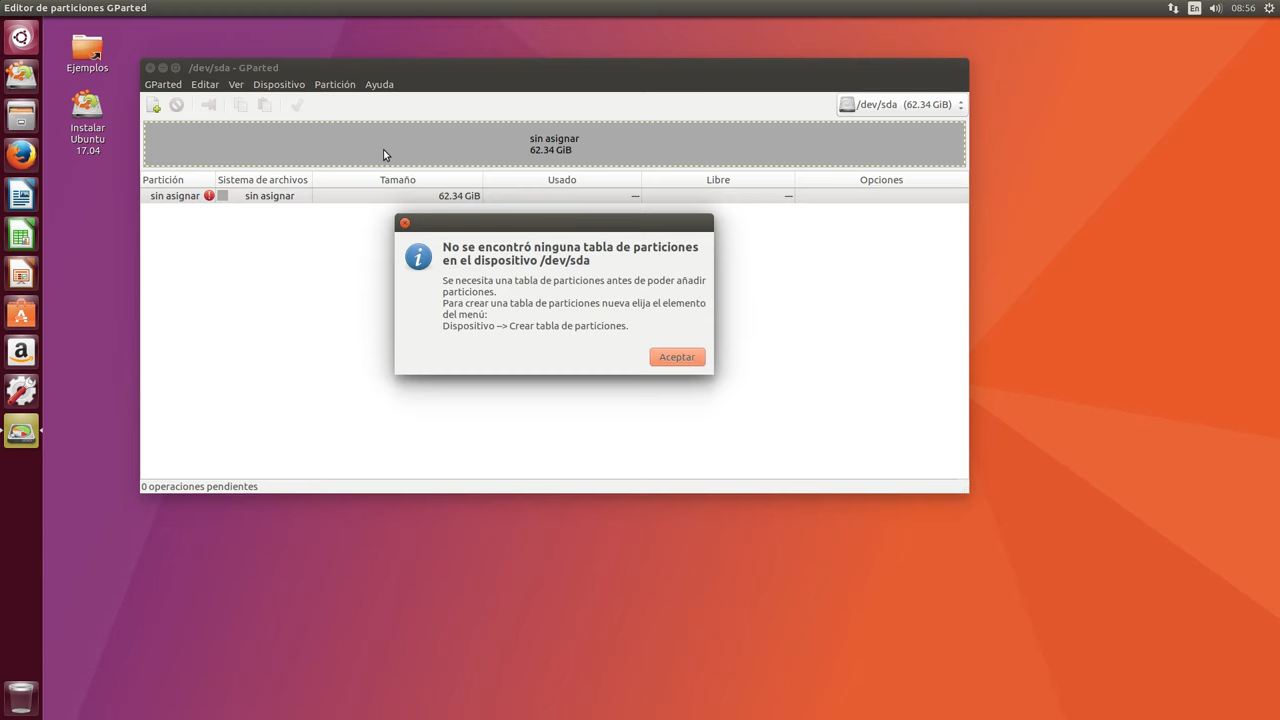 Editor de particiones GParted
En
08:56
Ejemplos
Instalar
Ubuntu
17.04
/dev/sda - GParted
GParted Editar Ver Dispositivo Partición Ayuda
/dev/sda (62.34 GiB)
sin asignar
62.34 GiB
Partición Sistema de archivos Tamaño Usado Libre Opciones
sin asignar sin asignar 62.34 GiB — —
No se encontró ninguna tabla de particiones
en el dispositivo /dev/sda
Se necesita una tabla de particiones antes de poder añadir
particiones.
Para crear una tabla de particiones nueva elija el elemento
del menú:
Dispositivo --> Crear tabla de particiones.
Aceptar
0 operaciones pendientes